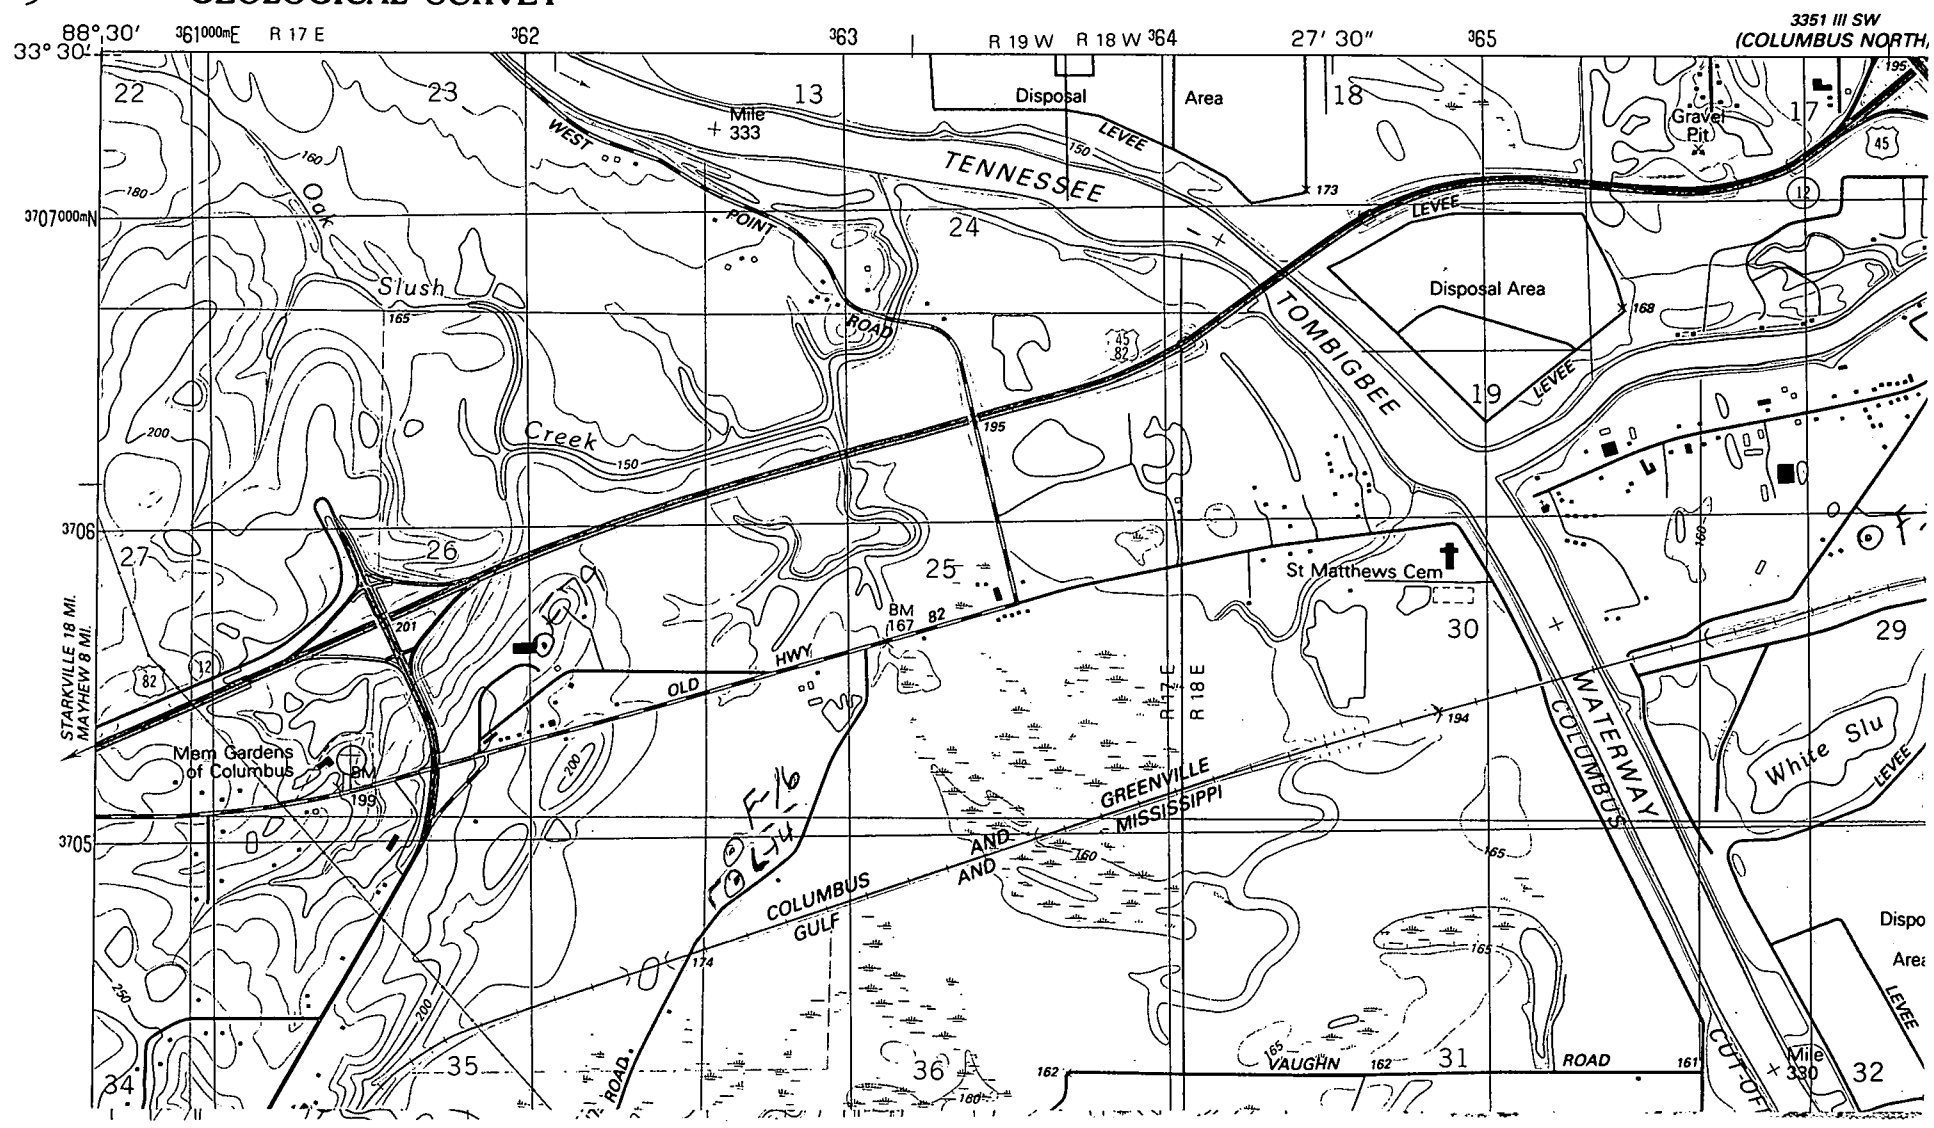 GEOLOGICAL SURVEY
88°30'
361000mE
R 17 E
362
363
R 19 W
R 18 W
364
27' 30"
365
3351 III SW
(COLUMBUS NORTH)
33° 30'
22
23
13
Mile
333
Disposal
Area
18
Gravel
Pit
17
195
45
12
WEST
POINT
ROAD
LEVEE
150
TENNESSEE
173
160
180
Oak
3707000mN
24
LEVEE
Slush
165
Disposal Area
168
45
82
TOMBIGBEE
19
LEVEE
200
Creek
150
195
160
3706
27
26
25
St Matthews Cem
201
BM
167
82
30
29
HWY
OLD
STARKVILLE 18 MI.
MAYHEW 8 MI.
82
12
R 17 E
R 18 E
194
WATERWAY
COLUMBUS
White Slu
LEVEE
Mem Gardens
of Columbus
BM
199
200
F-16
L-14
GREENVILLE
MISSISSIPPI
AND
AND
160
165
3705
COLUMBUS
GULF
174
165
Dispo
Area
LEVEE
250
200
34
35
ROAD
36
162
165
VAUGHN
162
31
ROAD
161
CUT-OFF
Mile
330
32
160